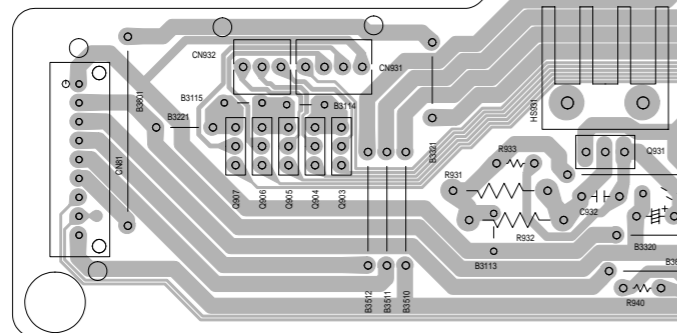 CN932
CN931
B3801
B3115
B3114
B3221
B3321
HS931
CN81
R933
Q931
R931
Q907
Q906
Q905
Q904
Q903
C932
R932
B3113
B3320
B3512
B3511
B3510
R940